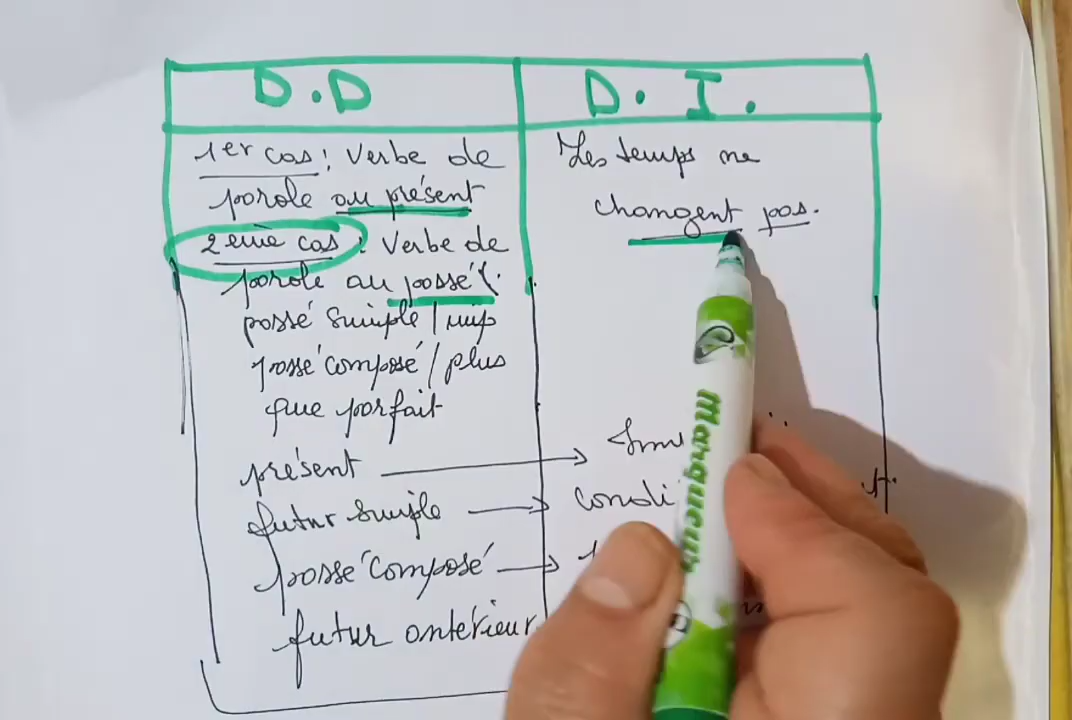 D.D
D. I.
1er cas : Verbe de
parole au présent
2ème cas : Verbe de
parole au passé (.
passé simple / imp
passé composé / plus
que parfait
présent
futur simple
passé composé
futur antérieur
Les temps ne
changent pas.
Marqueur